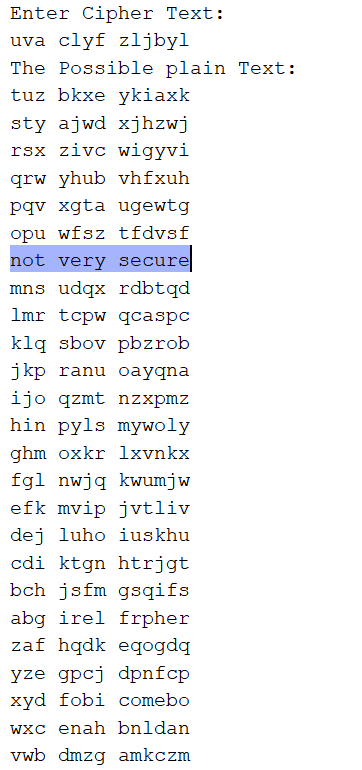 Enter Cipher Text:
uva clyf zljbyl
The Possible plain Text:
tuz bkxe ykiaxk
sty ajwd xjhzwj
rsx zivc wigyvi
qrw yhub vhfxuh
pqv xgta ugewtg
opu wfsz tfdvsf
not very secure
mns udqx rdbtqd
lmr tcpw qcaspc
klq sbov pbzrob
jkp ranu oayqna
ijo qzmt nzxpmz
hin pyls mywoly
ghm oxkr lxvnkx
fgl nwjq kwumjw
efk mvip jvtliv
dej luho iuskhu
cdi ktgn htrjgt
bch jsfm gsqifs
abg irel frpher
zaf hqdk eqogdq
yze gpcj dpnfcp
xyd fobi comebo
wxc enah bnldan
vwb dmzg amkczm